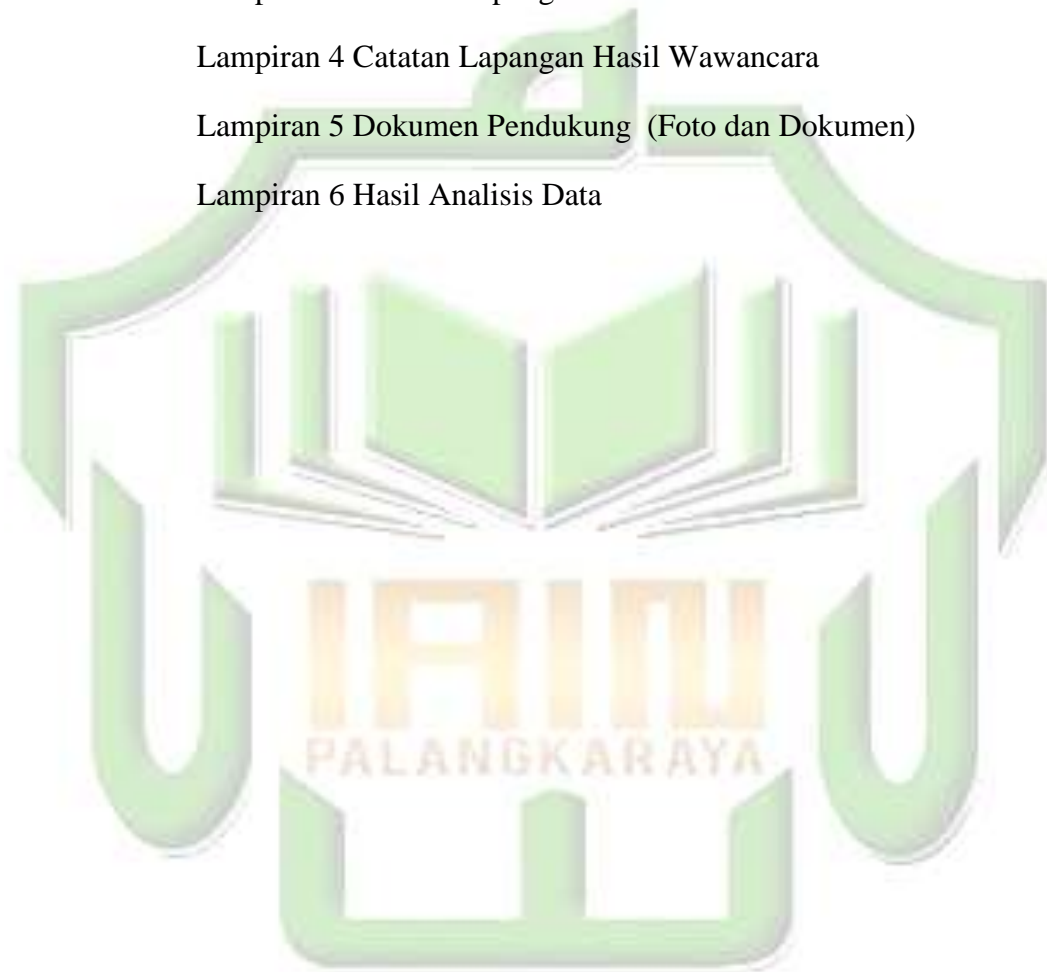 Lampiran 4 Catatan Lapangan Hasil Wawancara
Lampiran 5 Dokumen Pendukung  (Foto dan Dokumen)
Lampiran 6 Hasil Analisis Data
IAIN
PALANGKARAYA